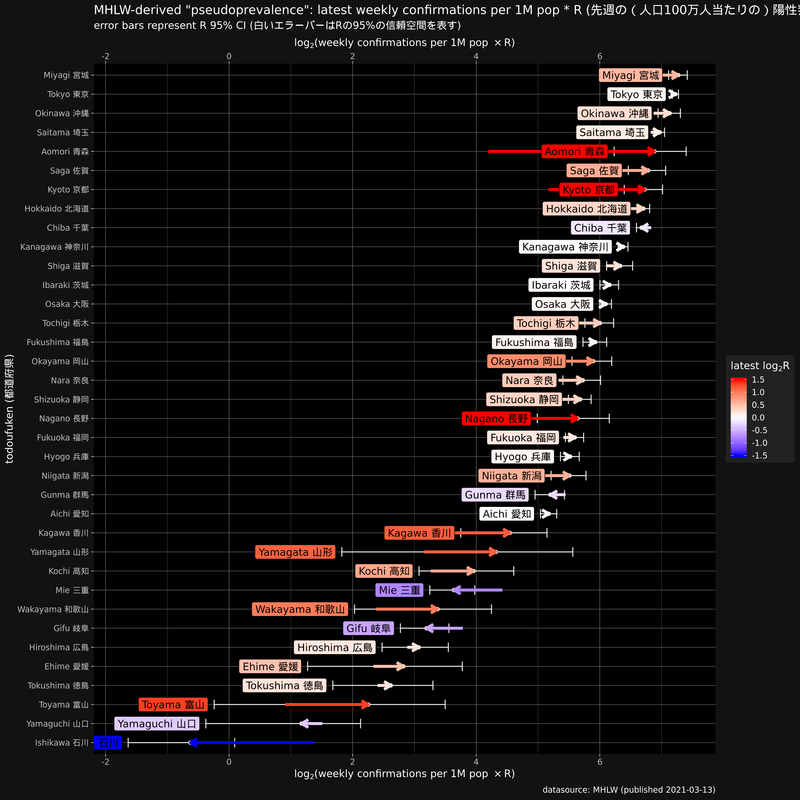 MHLW-derived "pseudoprevalence": latest weekly confirmations per 1M pop * R (先週の ( 人口100万人当たりの ) 陽性
error bars represent R 95% CI (白いエラーバーはRの95%の信頼空間を表す)
log2(weekly confirmations per 1M pop × R)
-2 0 2 4 6
Miyagi 宮城 Miyagi 宮城
Tokyo 東京 Tokyo 東京
Okinawa 沖縄 Okinawa 沖縄
Saitama 埼玉 Saitama 埼玉
Aomori 青森 Aomori 青森
Saga 佐賀 Saga 佐賀
Kyoto 京都 Kyoto 京都
Hokkaido 北海道 Hokkaido 北海道
Chiba 千葉 Chiba 千葉
Kanagawa 神奈川 Kanagawa 神奈川
Shiga 滋賀 Shiga 滋賀
Ibaraki 茨城 Ibaraki 茨城
Osaka 大阪 Osaka 大阪
Tochigi 栃木 Tochigi 栃木
Fukushima 福島 Fukushima 福島
Okayama 岡山 Okayama 岡山
Nara 奈良 Nara 奈良
Shizuoka 静岡 Shizuoka 静岡
Nagano 長野 Nagano 長野
Fukuoka 福岡 Fukuoka 福岡
Hyogo 兵庫 Hyogo 兵庫
Niigata 新潟 Niigata 新潟
Gunma 群馬 Gunma 群馬
Aichi 愛知 Aichi 愛知
Kagawa 香川 Kagawa 香川
Yamagata 山形 Yamagata 山形
Kochi 高知 Kochi 高知
Mie 三重 Mie 三重
Wakayama 和歌山 Wakayama 和歌山
Gifu 岐阜 Gifu 岐阜
Hiroshima 広島 Hiroshima 広島
Ehime 愛媛 Ehime 愛媛
Tokushima 徳島 Tokushima 徳島
Toyama 富山 Toyama 富山
Yamaguchi 山口 Yamaguchi 山口
Ishikawa 石川 石川
-2 0 2 4 6
log2(weekly confirmations per 1M pop × R)
todoufuken (都道府県)
latest log2R
1.5
1.0
0.5
0.0
-0.5
-1.0
-1.5
datasource: MHLW (published 2021-03-13)